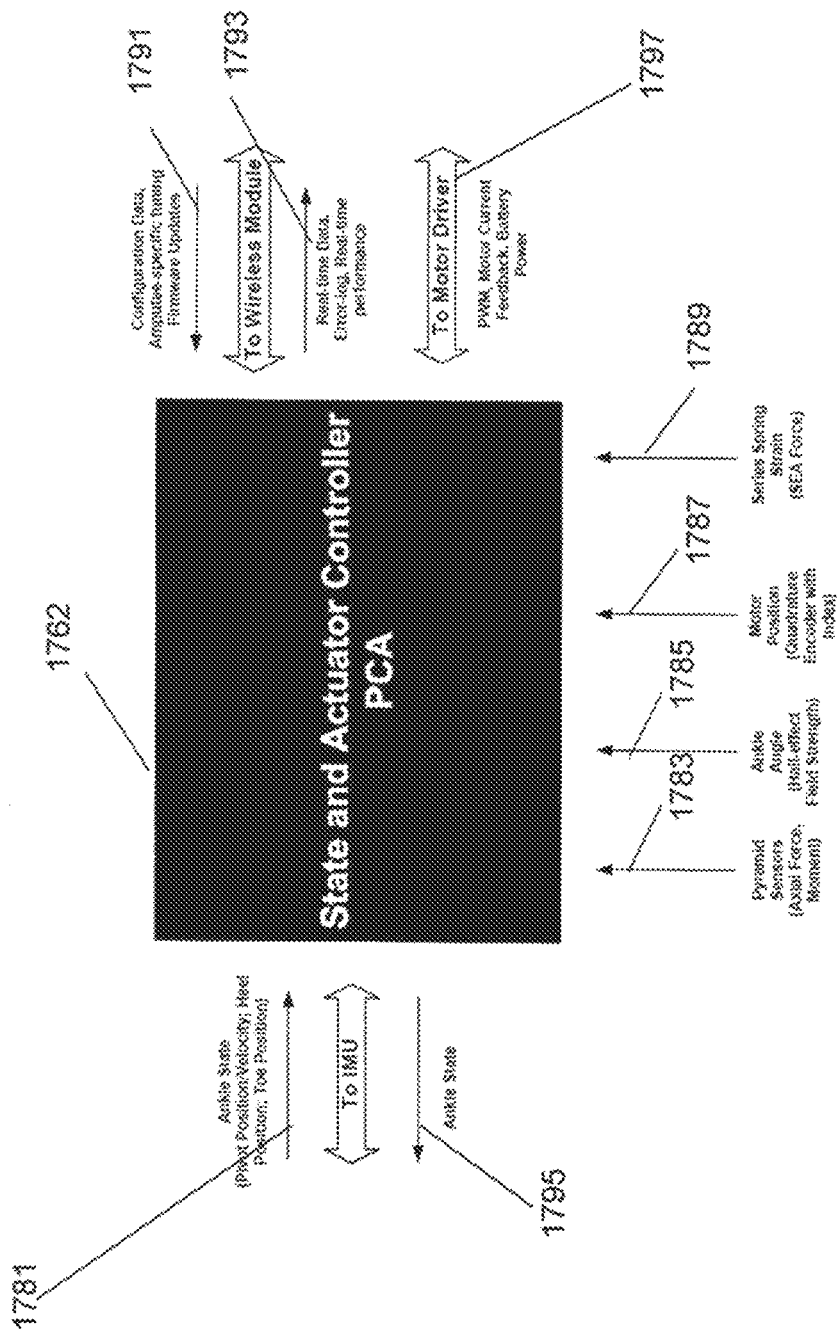 1762
State and Actuator Controller
PCA
1781
Ankle State
(Pivot Position/Velocity; Heel
Position; Toe Position)
To IMU
Ankle State
1795
Configuration Data,
Amputee-specific tuning
Firmware Updates
1791
To Wireless Module
1793
Real-time Data,
Error-log, Real-time
performance
To Motor Driver
1797
PWM, Motor Current
Feedback, Battery
Power
1783
Pyramid
Sensors
(Axial Force,
Moment)
1785
Ankle
Angle
(Hall-effect
Field Strength)
1787
Motor
Position
(Quadrature
Encoder with
Index)
1789
Series Spring
Strain
(SEA Force)